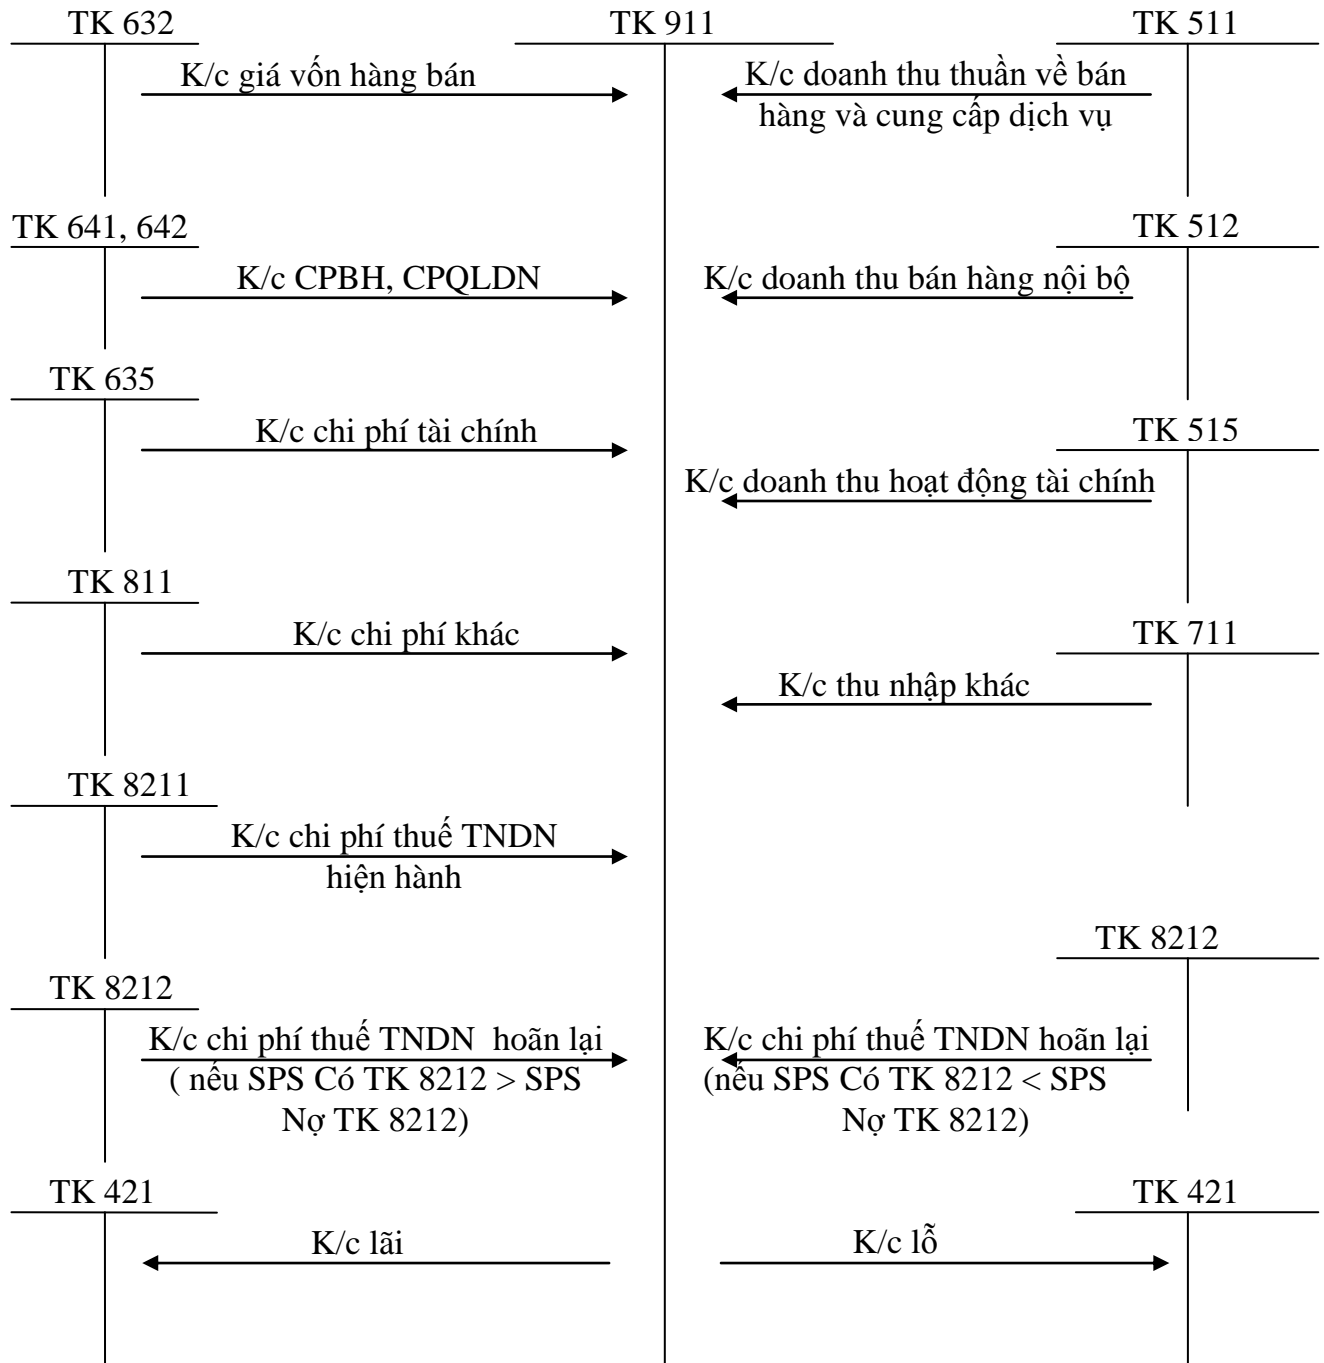 TK 632
TK 911
TK 511
K/c giá vốn hàng bán
K/c doanh thu thuần về bán
hàng và cung cấp dịch vụ
TK 641, 642
TK 512
K/c CPBH, CPQLDN
K/c doanh thu bán hàng nội bộ
TK 635
K/c chi phí tài chính
TK 515
K/c doanh thu hoạt động tài chính
TK 811
K/c chi phí khác
TK 711
K/c thu nhập khác
TK 8211
K/c chi phí thuế TNDN
hiện hành
TK 8212
TK 8212
K/c chi phí thuế TNDN hoãn lại
( nếu SPS Có TK 8212 > SPS
Nợ TK 8212)
K/c chi phí thuế TNDN hoãn lại
(nếu SPS Có TK 8212 < SPS
Nợ TK 8212)
TK 421
TK 421
K/c lãi
K/c lỗ